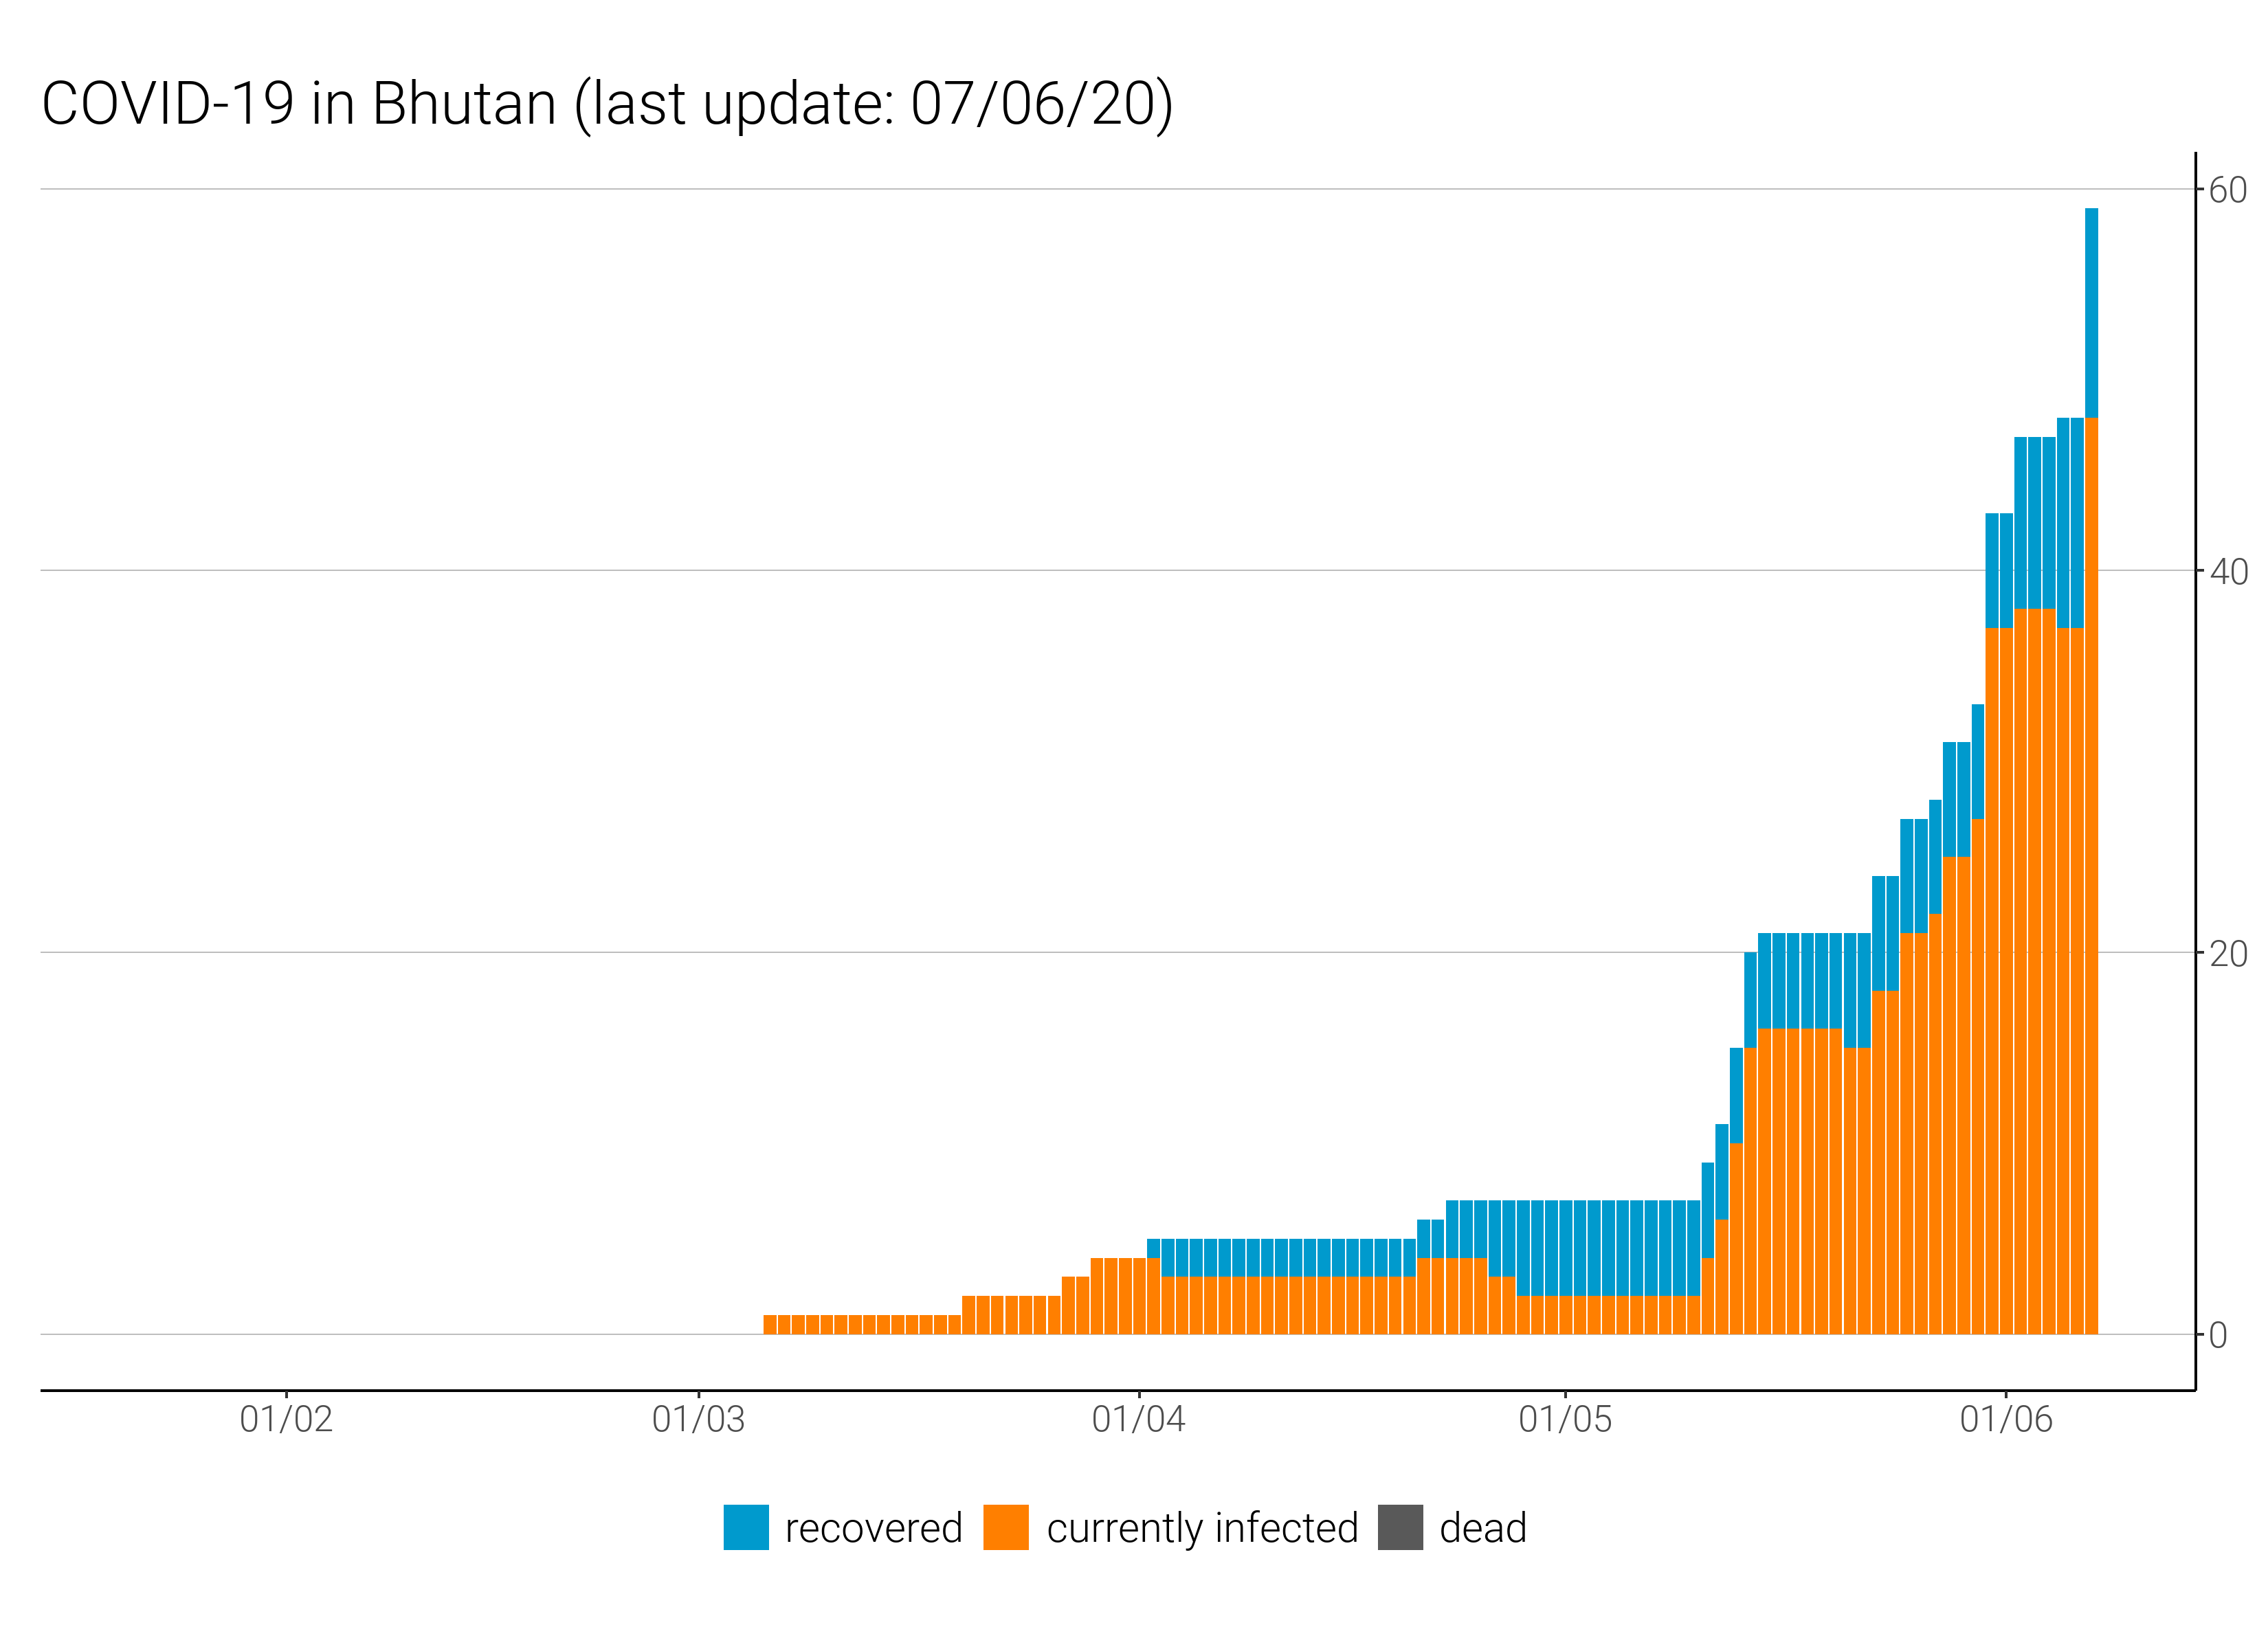 COVID-19 in Bhutan (last update: 07/06/20)
60
40
20
0
01/02 01/03 01/04 01/05 01/06
recovered currently infected dead